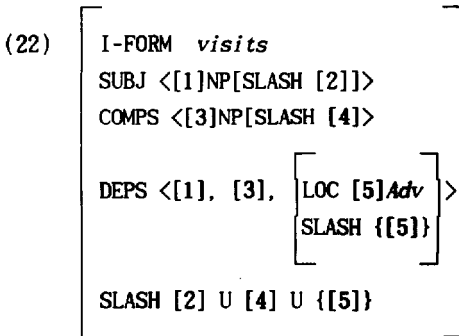 (22) I-FORM visits
SUBJ <[1]NP[SLASH [2]]>
COMPS <[3]NP[SLASH [4]>
LOC [5]Adv
DEPS <[1], [3], >
SLASH {[5]}
SLASH [2] U [4] U {[5]}